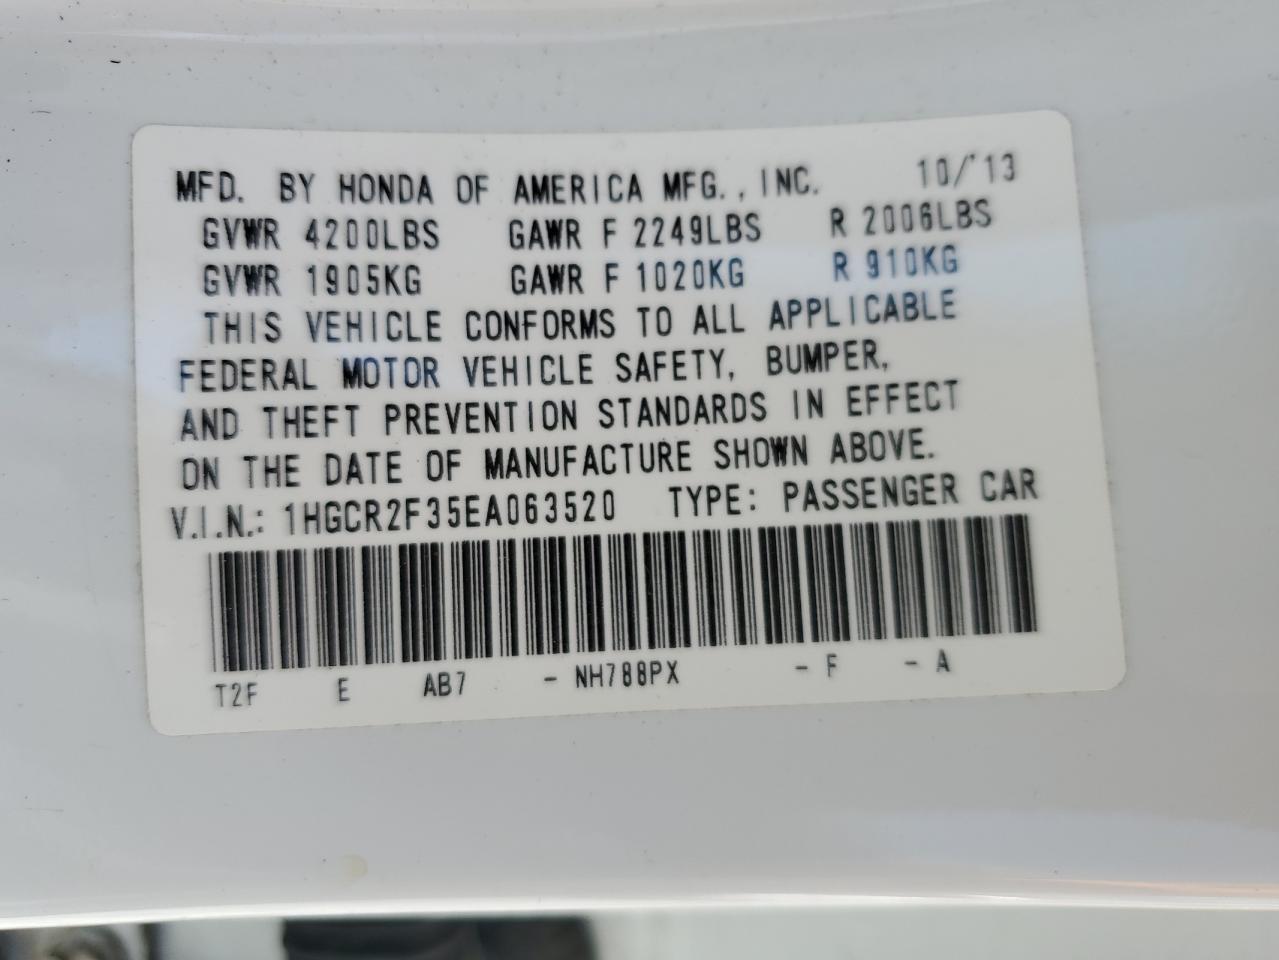 MFD. BY HONDA OF AMERICA MFG., INC. 10/'13
GVWR 4200LBS GAWR F 2249LBS R 2006LBS
GVWR 1905KG GAWR F 1020KG R 910KG
THIS VEHICLE CONFORMS TO ALL APPLICABLE
FEDERAL MOTOR VEHICLE SAFETY, BUMPER,
AND THEFT PREVENTION STANDARDS IN EFFECT
ON THE DATE OF MANUFACTURE SHOWN ABOVE.
V.I.N.: 1HGCR2F35EA063520 TYPE: PASSENGER CAR
T2F E AB7 - NH788PX - F - A